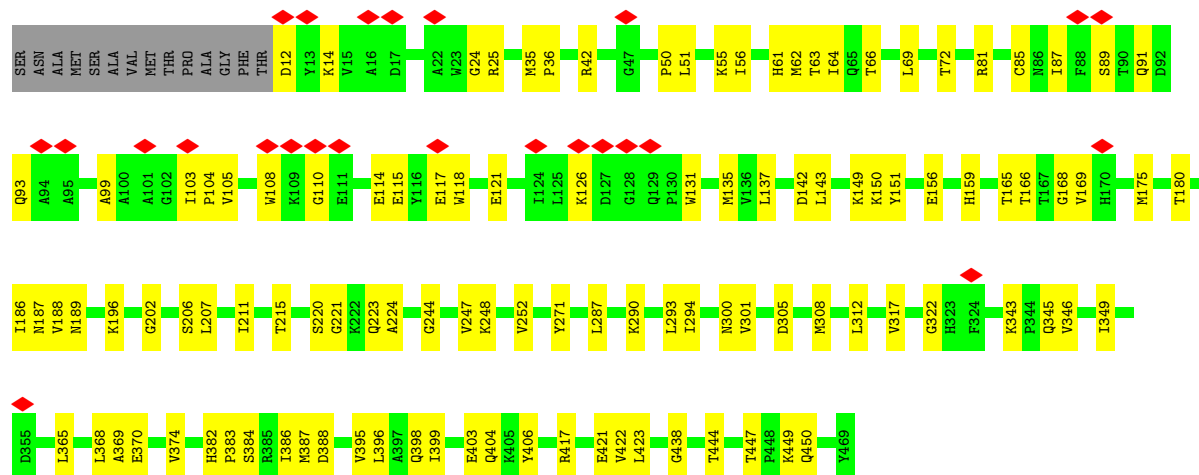 SER ASN ALA MET SER ALA VAL MET THR PRO ALA GLY PHE THR D12 Y13 K14 V15 A16 D17 A22 W23 G24 R25 M35 P36 R42 G47 P50 L51 K55 I56 H61 M62 T63 I64 Q65 T66 L69 T72 R81 C85 N86 I87 F88 S89 T90 Q91 D92
Q93 A94 A95 A99 A100 A101 G102 I103 P104 V105 W108 K109 G110 E111 E114 E115 Y116 E117 W118 E121 I124 L125 K126 D127 G128 Q129 P130 W131 M135 V136 L137 D142 L143 K149 K150 Y151 E156 H159 T165 T166 T167 G168 V169 H170 M175 T180
I186 N187 V188 N189 K196 G202 S206 L207 I211 T215 S220 G221 K222 Q223 A224 G244 V247 K248 V252 Y271 L287 K290 L293 I294 N300 V301 D305 M308 L312 V317 G322 H323 F324 K343 P344 Q345 V346 I349
D355 L365 L368 A369 E370 V374 H382 P383 S384 R385 I386 M387 D388 V395 L396 A397 Q398 I399 E403 Q404 K405 Y406 R417 E421 V422 L423 G438 T444 T447 P448 K449 Q450 Y469